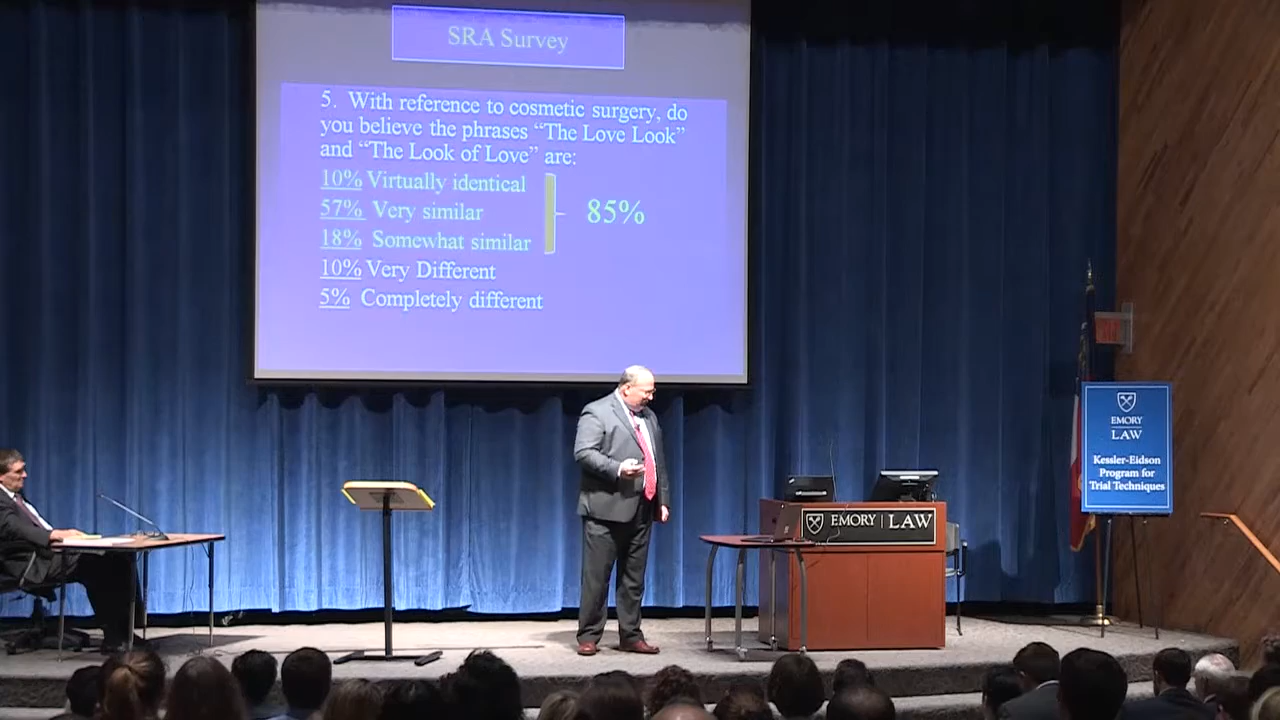 SRA Survey
5. With reference to cosmetic surgery, do
you believe the phrases “The Love Look”
and “The Look of Love” are:
10% Virtually identical
57% Very similar
18% Somewhat similar
85%
10% Very Different
5% Completely different
EMORY | LAW
EMORY
LAW
Kessler-Eidson
Program for
Trial Techniques